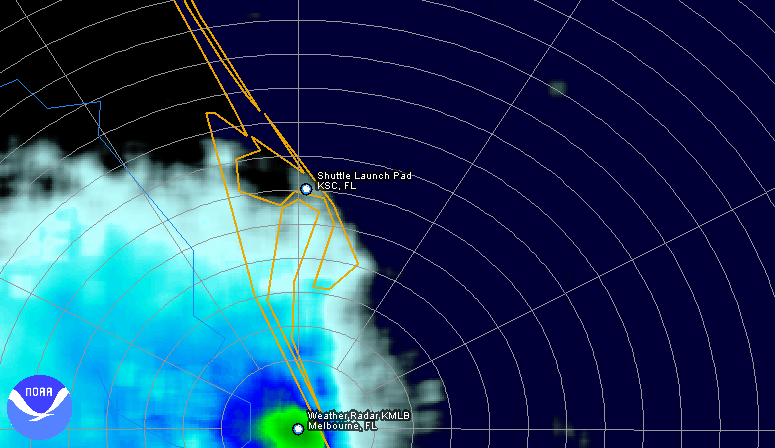 Shuttle Launch Pad
KSC, FL
NOAA
Weather Radar, KMLB
Melbourne, FL